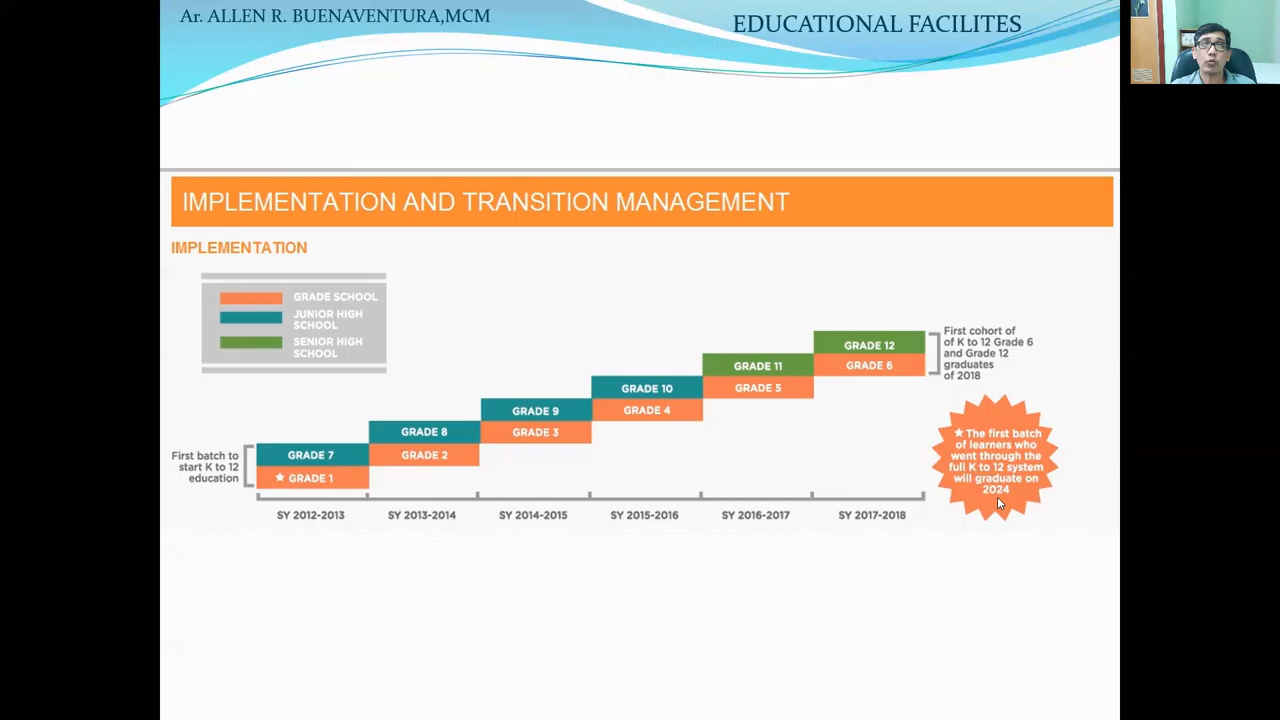 Ar. ALLEN R. BUENAVENTURA,MCM
EDUCATIONAL FACILITES
IMPLEMENTATION AND TRANSITION MANAGEMENT
IMPLEMENTATION
GRADE SCHOOL
JUNIOR HIGH
SCHOOL
SENIOR HIGH
SCHOOL
First batch to
start K to 12
education
GRADE 7
★ GRADE 1
GRADE 8
GRADE 2
GRADE 9
GRADE 3
GRADE 10
GRADE 4
GRADE 11
GRADE 5
GRADE 12
GRADE 6
First cohort of
of K to 12 Grade 6
and Grade 12
graduates
of 2018
★ The first batch
of learners who
went through the
full K to 12 system
will graduate on
2024
SY 2012-2013
SY 2013-2014
SY 2014-2015
SY 2015-2016
SY 2016-2017
SY 2017-2018